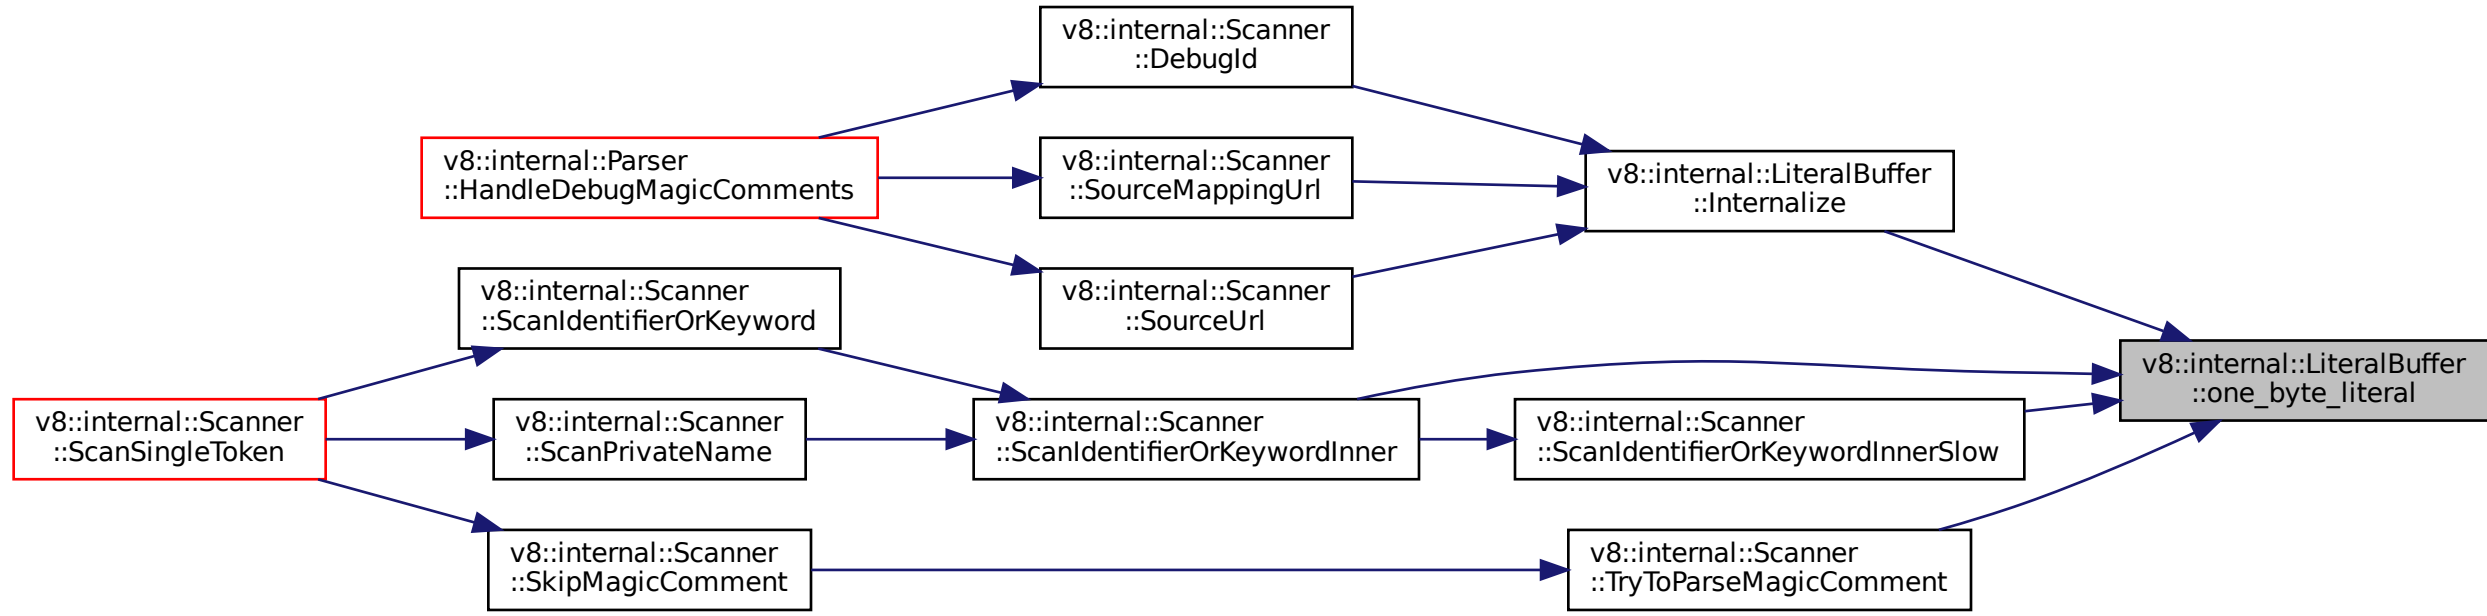 v8::internal::Scanner
::DebugId
v8::internal::Parser
::HandleDebugMagicComments
v8::internal::Scanner
::SourceMappingUrl
v8::internal::LiteralBuffer
::Internalize
v8::internal::Scanner
::SourceUrl
v8::internal::Scanner
::ScanIdentifierOrKeyword
v8::internal::LiteralBuffer
::one_byte_literal
v8::internal::Scanner
::ScanSingleToken
v8::internal::Scanner
::ScanPrivateName
v8::internal::Scanner
::ScanIdentifierOrKeywordInner
v8::internal::Scanner
::ScanIdentifierOrKeywordInnerSlow
v8::internal::Scanner
::SkipMagicComment
v8::internal::Scanner
::TryToParseMagicComment